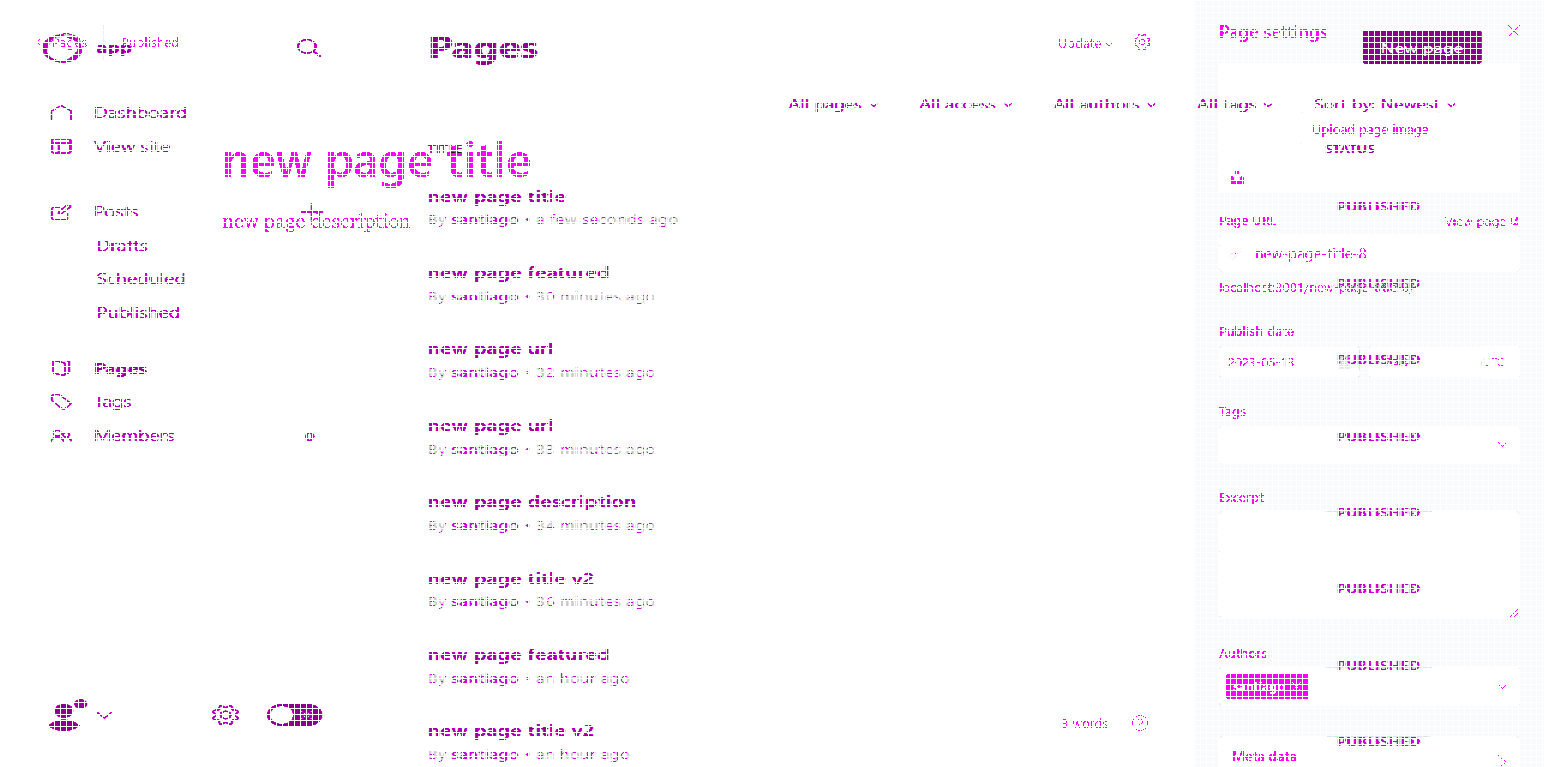 Pages Published
app
Pages
Update
Page settings
New page
Dashboard
View site
Posts
Drafts
Scheduled
Published
Pages
Tags
Members
0
All pages
All access
All authors
All tags
Sort by: Newest
Upload page image
TITLE
STATUS
new page title
new page description
new page title
By santiago • a few seconds ago
PUBLISHED
new page featured
By santiago • 30 minutes ago
PUBLISHED
new page url
By santiago • 32 minutes ago
PUBLISHED
new page url
By santiago • 33 minutes ago
PUBLISHED
new page description
By santiago • 34 minutes ago
PUBLISHED
new page title v2
By santiago • 36 minutes ago
PUBLISHED
new page featured
By santiago • an hour ago
PUBLISHED
new page title v2
By santiago • an hour ago
PUBLISHED
Page URL
View page
new-page-title-8
localhost:3001/new-page-title-8/
Publish date
Tags
Excerpt
Authors
santiago
Meta data
3 words